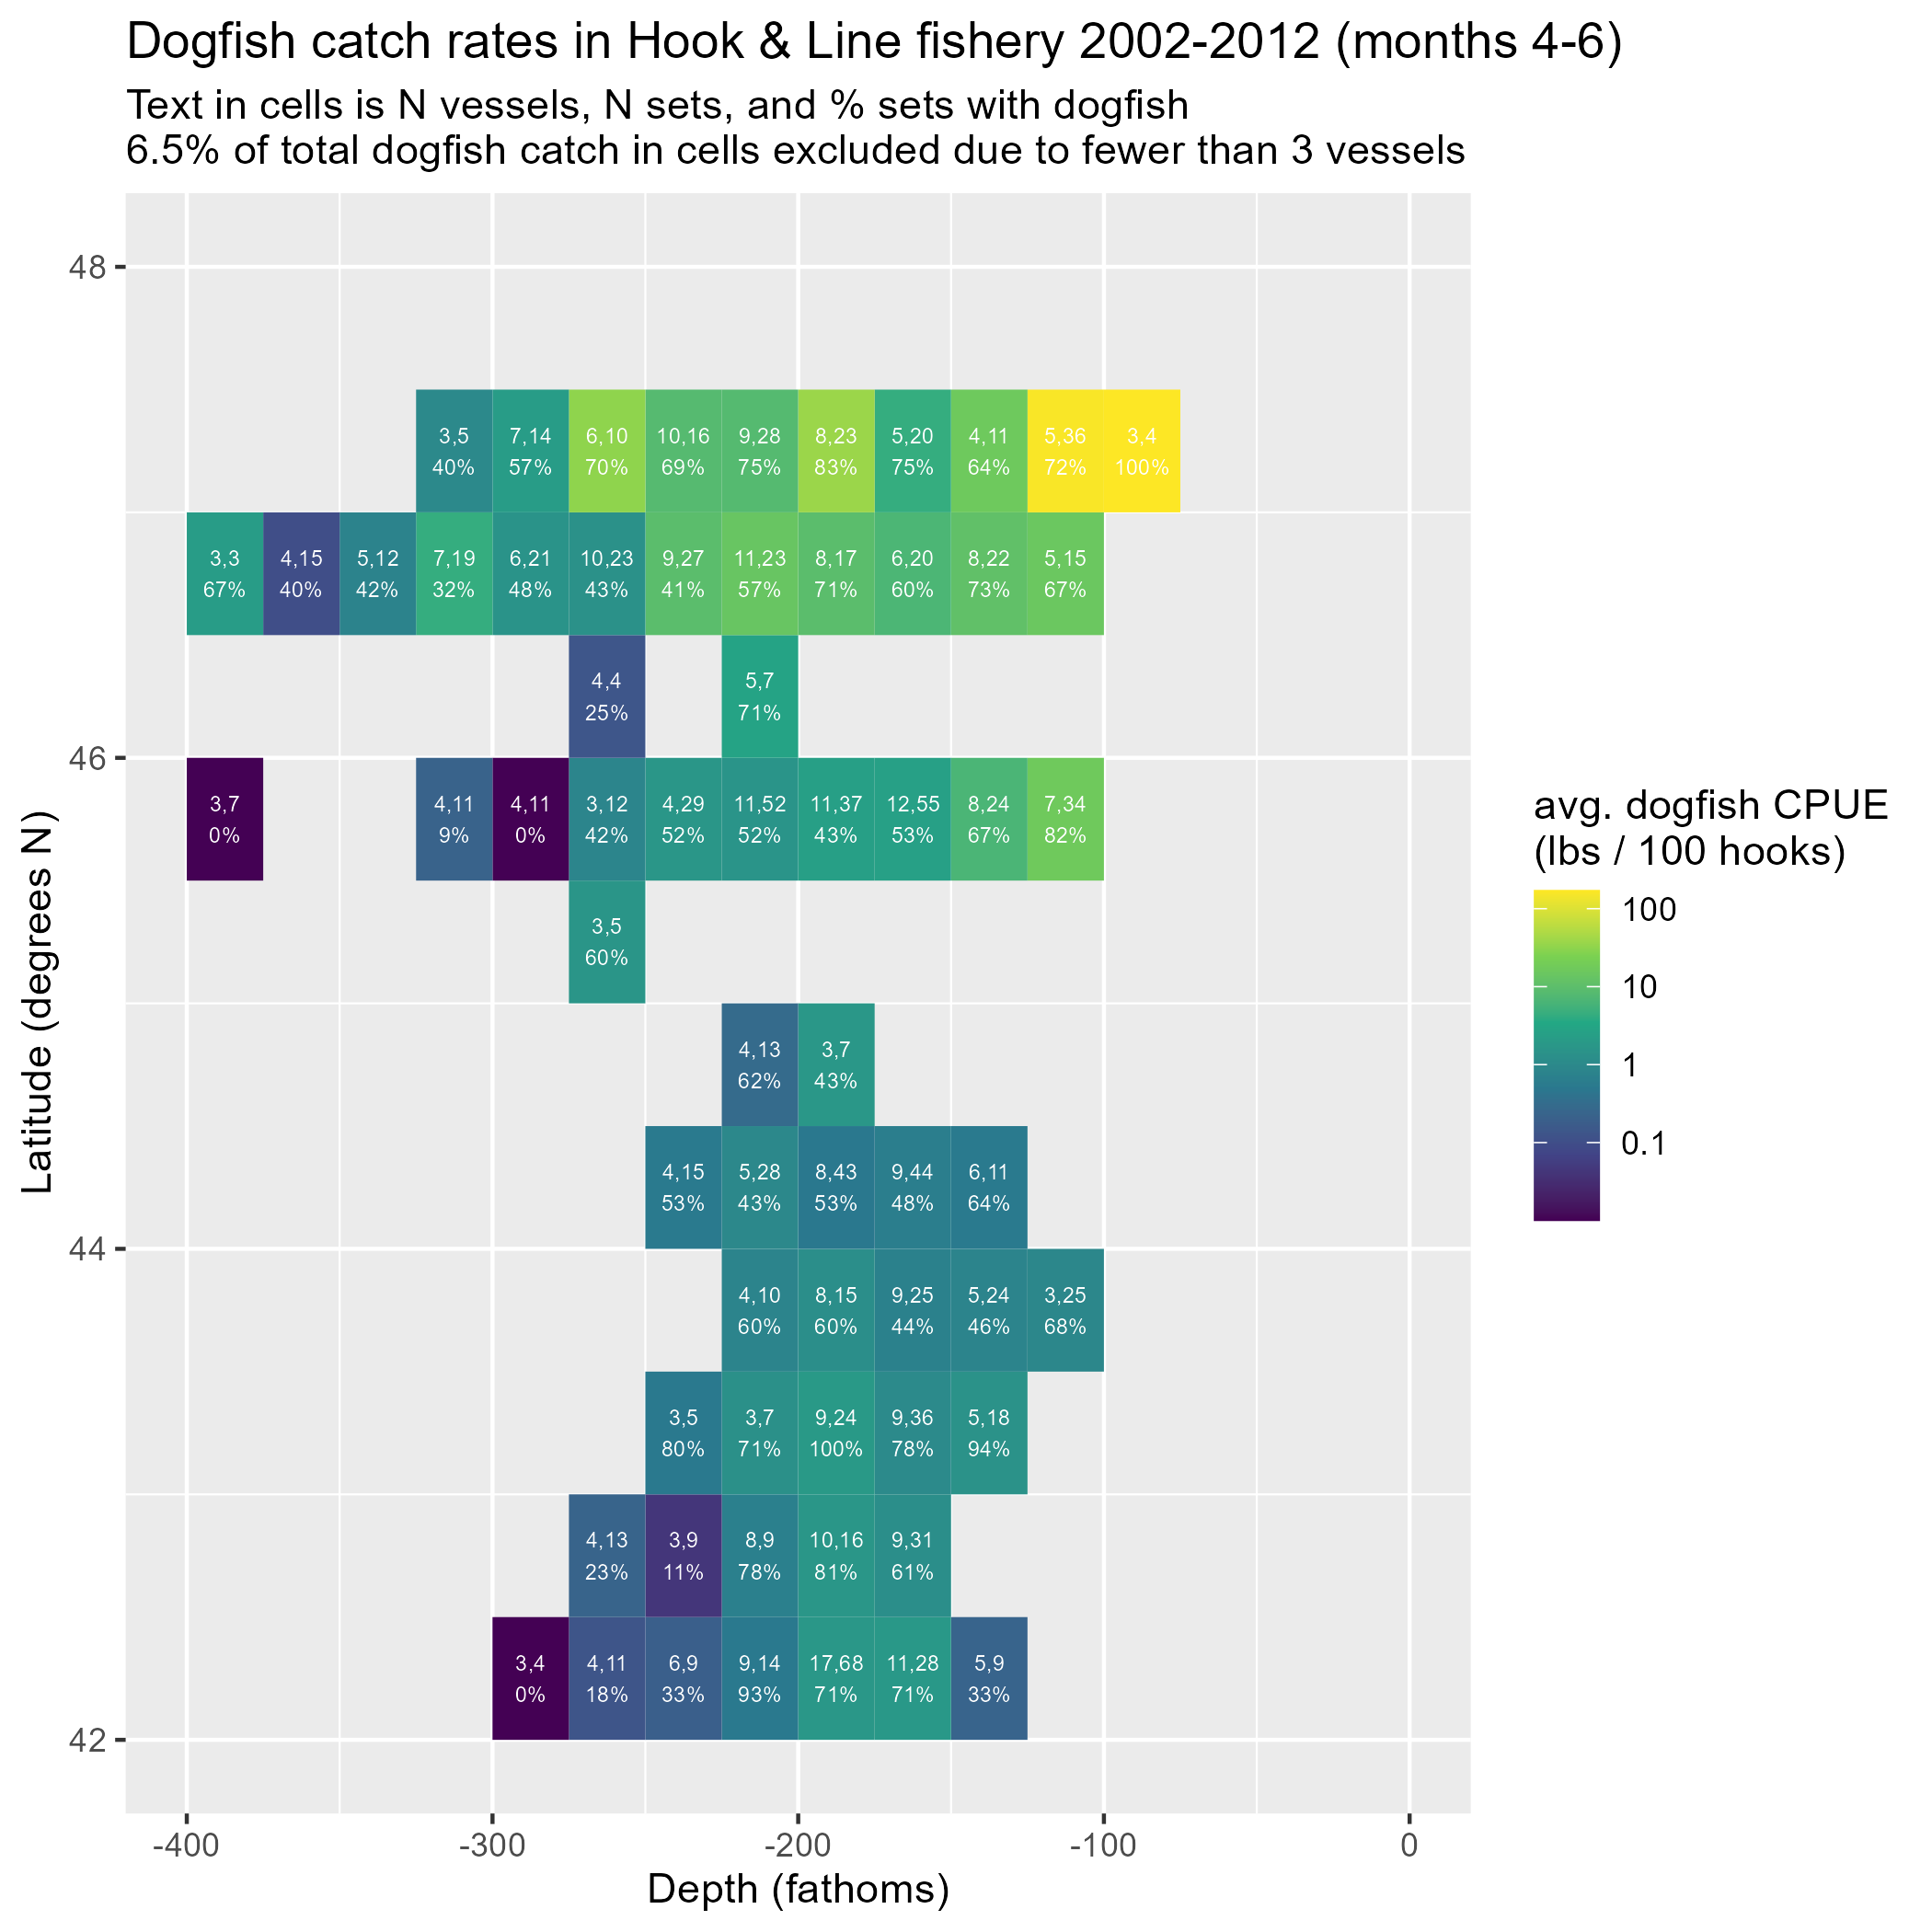 Dogfish catch rates in Hook & Line fishery 2002-2012 (months 4-6)
Text in cells is N vessels, N sets, and % sets with dogfish
6.5% of total dogfish catch in cells excluded due to fewer than 3 vessels
48
3,5 7,14 6,10 10,16 9,28 8,23 5,20 4,11 5,36 3,4
40% 57% 70% 69% 75% 83% 75% 64% 72% 100%
3,3 4,15 5,12 7,19 6,21 10,23 9,27 11,23 8,17 6,20 8,22 5,15
67% 40% 42% 32% 48% 43% 41% 57% 71% 60% 73% 67%
4,4 5,7
25% 71%
46
3,7 4,11 4,11 3,12 4,29 11,52 11,37 12,55 8,24 7,34
0% 9% 0% 42% 52% 52% 43% 53% 67% 82%
3,5
60%
4,13 3,7
62% 43%
4,15 5,28 8,43 9,44 6,11
53% 43% 53% 48% 64%
44
4,10 8,15 9,25 5,24 3,25
60% 60% 44% 46% 68%
3,5 3,7 9,24 9,36 5,18
80% 71% 100% 78% 94%
4,13 3,9 8,9 10,16 9,31
23% 11% 78% 81% 61%
3,4 4,11 6,9 9,14 17,68 11,28 5,9
0% 18% 33% 93% 71% 71% 33%
42
-400 -300 -200 -100 0
Depth (fathoms)
Latitude (degrees N)
avg. dogfish CPUE
(lbs / 100 hooks)
100
10
1
0.1